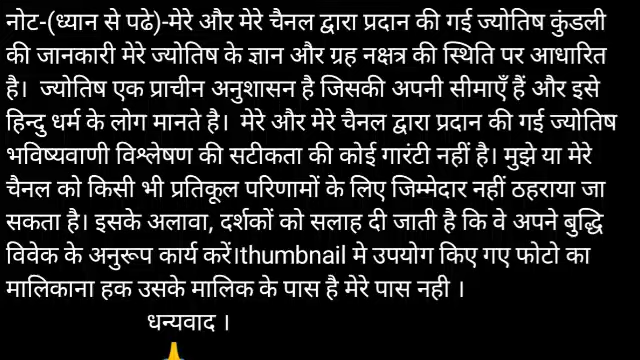 नोट-(ध्यान से पढे)-मेरे और मेरे चैनल द्वारा प्रदान की गई ज्योतिष कुंडली
की जानकारी मेरे ज्योतिष के ज्ञान और ग्रह नक्षत्र की स्थिति पर आधारित
है। ज्योतिष एक प्राचीन अनुशासन है जिसकी अपनी सीमाएँ हैं और इसे
हिन्दु धर्म के लोग मानते है। मेरे और मेरे चैनल द्वारा प्रदान की गई ज्योतिष
भविष्यवाणी विश्लेषण की सटीकता की कोई गारंटी नहीं है। मुझे या मेरे
चैनल को किसी भी प्रतिकूल परिणामों के लिए जिम्मेदार नहीं ठहराया जा
सकता है। इसके अलावा, दर्शकों को सलाह दी जाती है कि वे अपने बुद्धि
विवेक के अनुरूप कार्य करें।thumbnail मे उपयोग किए गए फोटो का
मालिकाना हक उसके मालिक के पास है मेरे पास नही ।
धन्यवाद ।